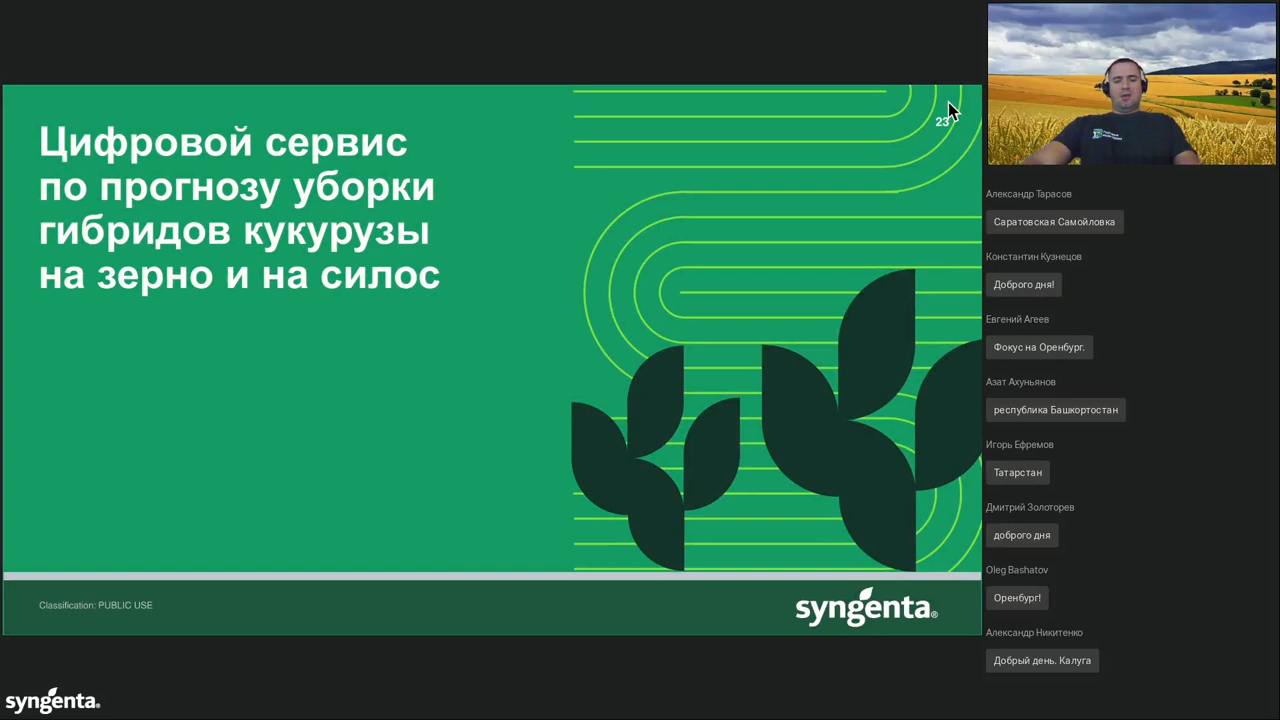 Цифровой сервис
по прогнозу уборки
гибридов кукурузы
на зерно и на силос
23
Classification: PUBLIC USE
syngenta®
syngenta®
Александр Тарасов
Саратовская Самойловка
Константин Кузнецов
Доброго дня!
Евгений Агеев
Фокус на Оренбург.
Азат Ахуньянов
республика Башкортостан
Игорь Ефремов
Татарстан
Дмитрий Золоторев
доброго дня
Oleg Bashatov
Оренбург!
Александр Никитенко
Добрый день. Калуга